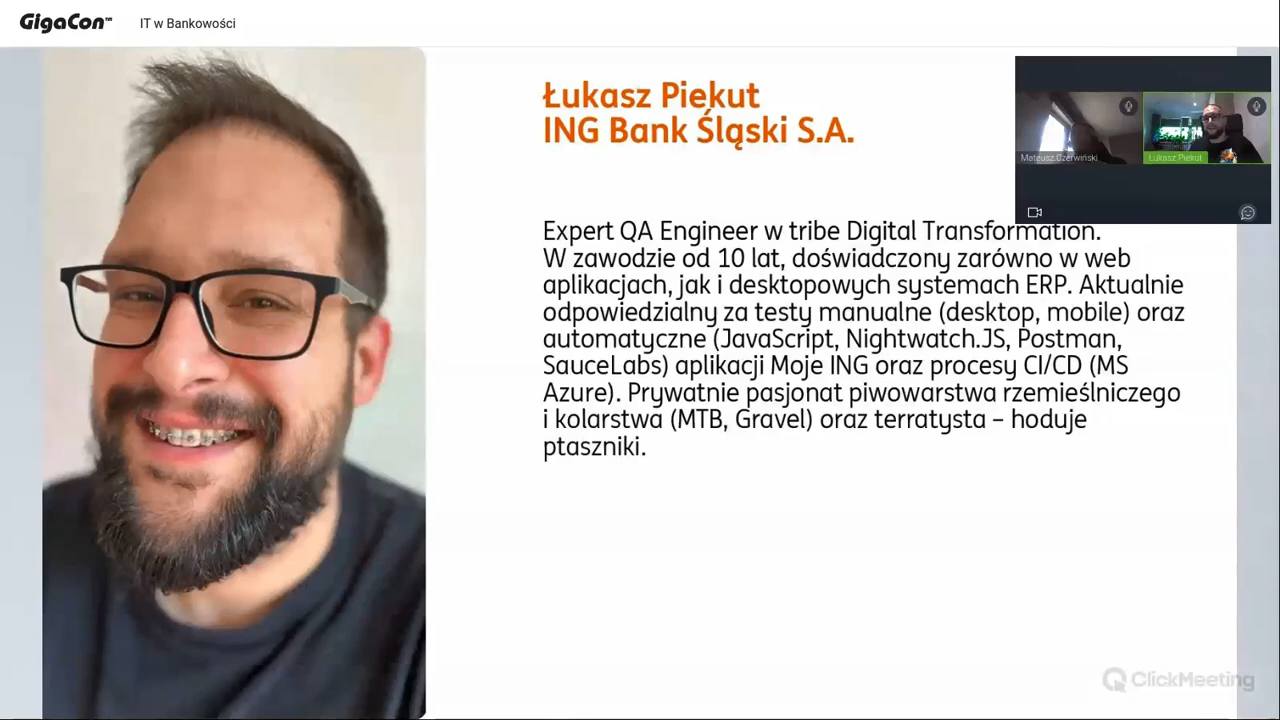 GigaCon™ IT w Bankowości
Łukasz Piekut
ING Bank Śląski S.A.
Mateusz Czerwiński
Łukasz Piekut
Expert QA Engineer w tribe Digital Transformation.
W zawodzie od 10 lat, doświadczony zarówno w web
aplikacjach, jak i desktopowych systemach ERP. Aktualnie
odpowiedzialny za testy manualne (desktop, mobile) oraz
automatyczne (JavaScript, Nightwatch.JS, Postman,
SauceLabs) aplikacji Moje ING oraz procesy CI/CD (MS
Azure). Prywatnie pasjonat piwowarstwa rzemieślniczego
i kolarstwa (MTB, Gravel) oraz terratysta – hoduje
ptaszniki.
ClickMeeting